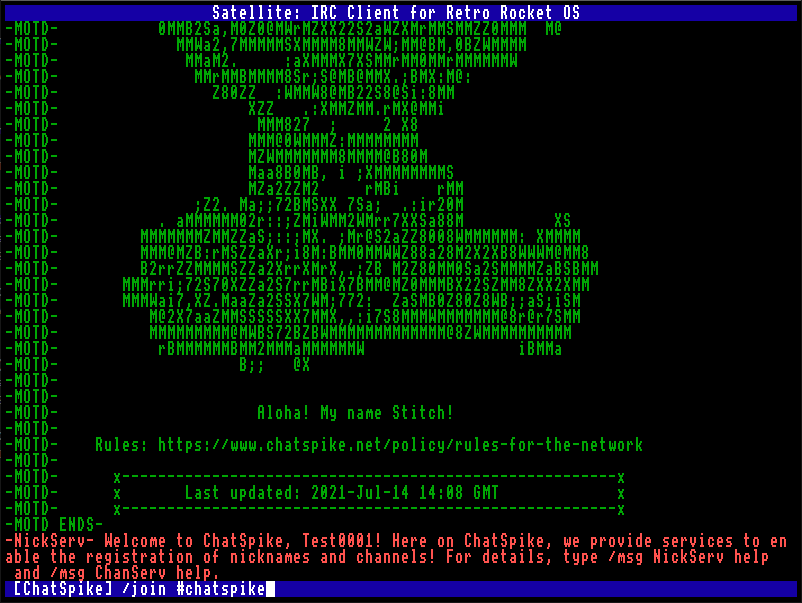 Satellite: IRC Client for Retro Rocket OS
-MOTD-           0MMB2Sa,M0Z0@MWrMZXX22S2aWZXMrMMSMMZZ0MMM  M@
-MOTD-             MMWa2,7MMMMMSXMMMM8MMWZW;MM@BM,0BZWMMMM
-MOTD-              MMaM2.     :aXMMMX7XSMMrMM0MMrMMMMMMW
-MOTD-               MMrMMBMMMM8Sr;S@MB@MMX.;BMX:M@:
-MOTD-                 Z80ZZ  :WMMW8@MB22S8@Si:8MM
-MOTD-                     XZZ   .:XMMZMM.rMX@MMi
-MOTD-                      MMM827  ;     2 X8
-MOTD-                     MMM@0WMMMZ:MMMMMMMM
-MOTD-                     MZWMMMMMMM8MMMM@B80M
-MOTD-                     Maa8B0MB, i ;XMMMMMMMMS
-MOTD-                     MZa2ZZM2     rMBi    rMM
-MOTD-               ;Z2. Ma;;72BMSXX 7Sa;  .:ir20M
-MOTD-           . aMMMMMM02r::;ZMiWMM2WMrr7XXSa88M          XS
-MOTD-         MMMMMMMZMMZZaS;::;MX. ;Mr@S2aZZ8008WMMMMMM: XMMMM
-MOTD-         MMM@MZB:rMSZZaXr;i8M:BMM0MMWWZ88a28M2X2XB8WWWM@MM8
-MOTD-         B2rrZZMMMMSZZa2XrrXMrX,.;ZB M2Z80MM0Sa2SMMMMZaBSBMM
-MOTD-       MMMrri;72S70XZZa2S7rrMBiX7BMM@MZ0MMMBX22SZMM8ZXX2XMM
-MOTD-       MMMWai7,XZ.Maa2a2SSX7WM;772:  ZaSMB0Z80Z8WB;;aS;iSM
-MOTD-          M@2X7aaZMMSSSSSXX7MMX,,:i7S8MMMWMMMMMMM@8r@r7SMM
-MOTD-          MMMMMMMMM@MWBS72BZBWMMMMMMMMMMMMM@8ZWMMMMMMMMMM
-MOTD-           rBMMMMMMBMM2MMMaMMMMMMW                 iBMMa
-MOTD-                    B;;   @X
-MOTD-
-MOTD-
-MOTD-                      Aloha! My name Stitch!
-MOTD-
-MOTD-    Rules: https://www.chatspike.net/policy/rules-for-the-network
-MOTD-
-MOTD-      x-------------------------------------------------------x
-MOTD-      x       Last updated: 2021-Jul-14 14:08 GMT             x
-MOTD-      x-------------------------------------------------------x
-MOTD ENDS-
-NickServ- Welcome to ChatSpike, Test0001! Here on ChatSpike, we provide services to en
able the registration of nicknames and channels! For details, type /msg NickServ help
 and /msg ChanServ help.
[ChatSpike] /join #chatspike